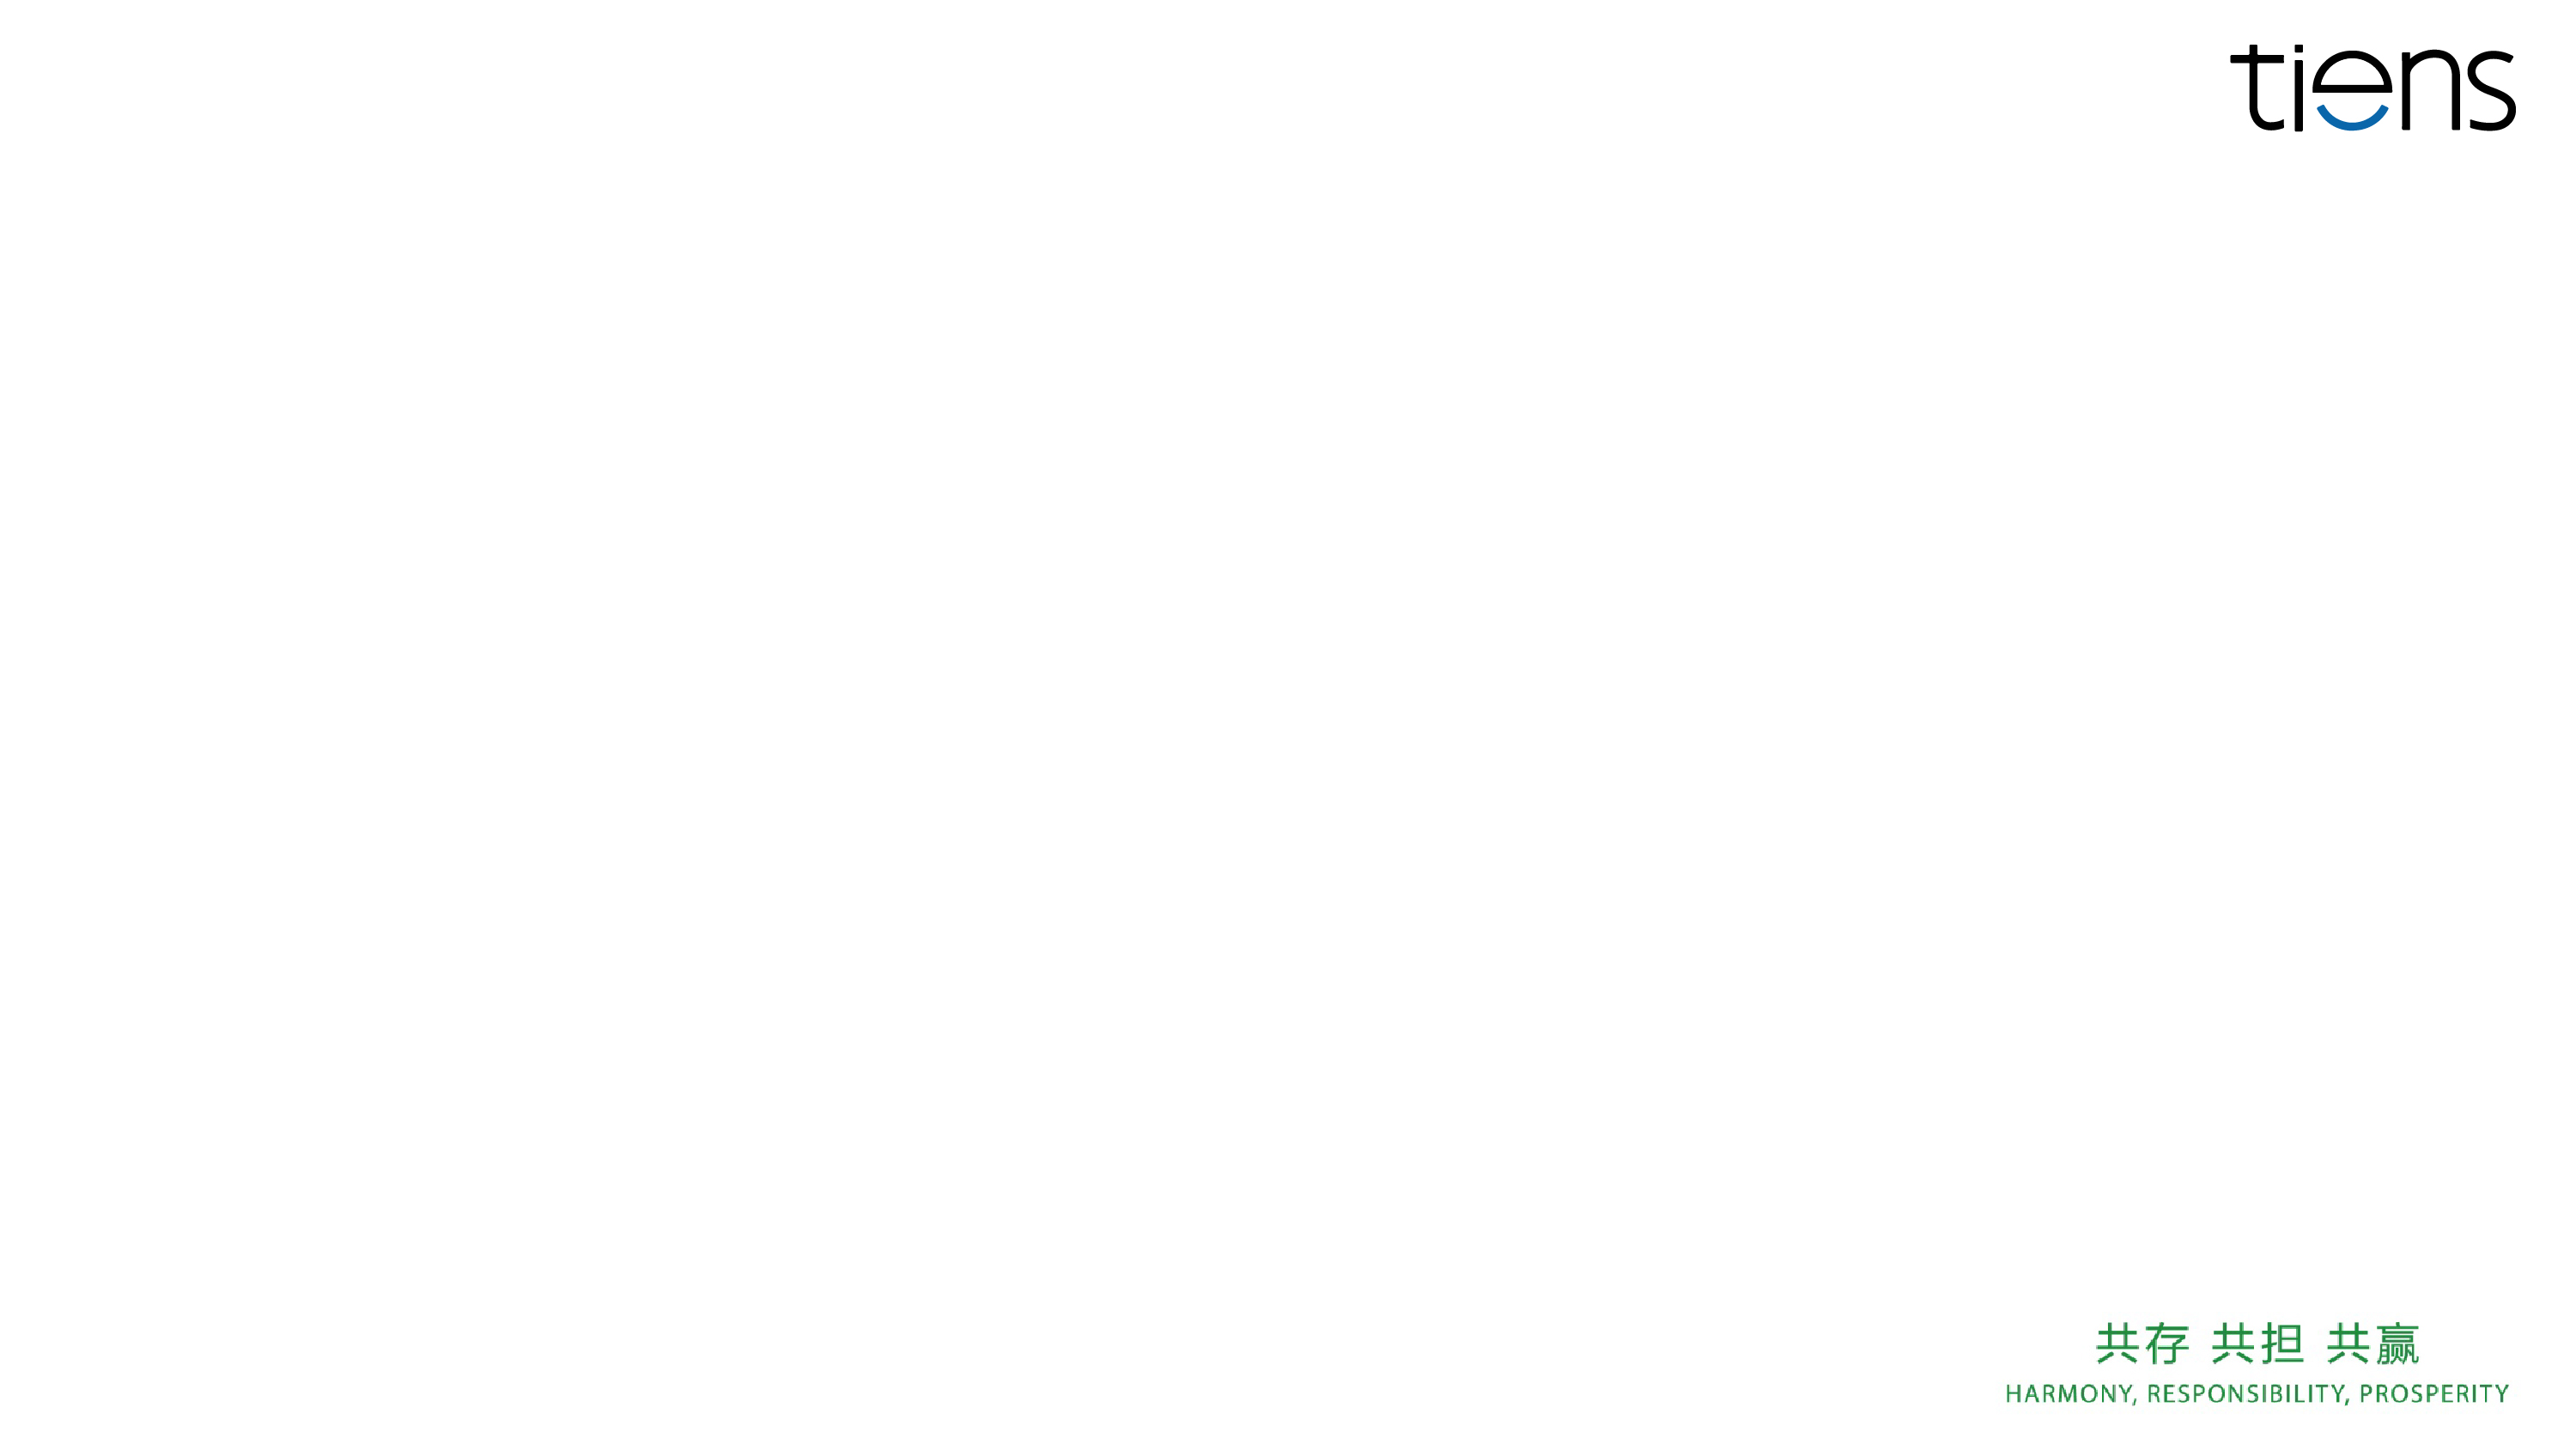 tiens
共存 共担 共赢
HARMONY, RESPONSIBILITY, PROSPERITY